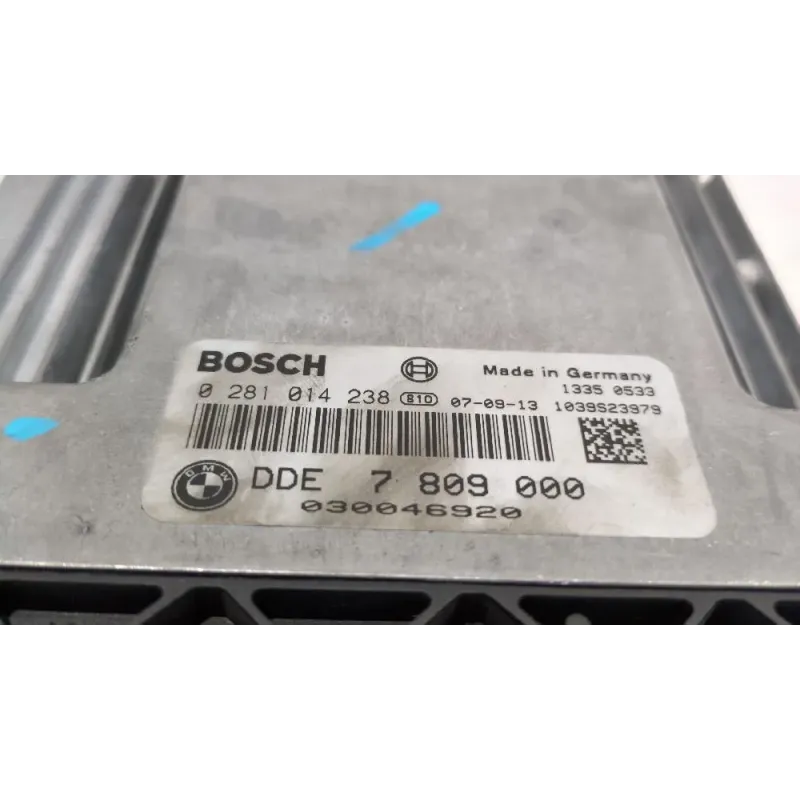 BOSCH
Made in Germany
1335 0533
0 281 014 238 S10 07-09-13 1039S23979
BMW DDE 7 809 000
030046920